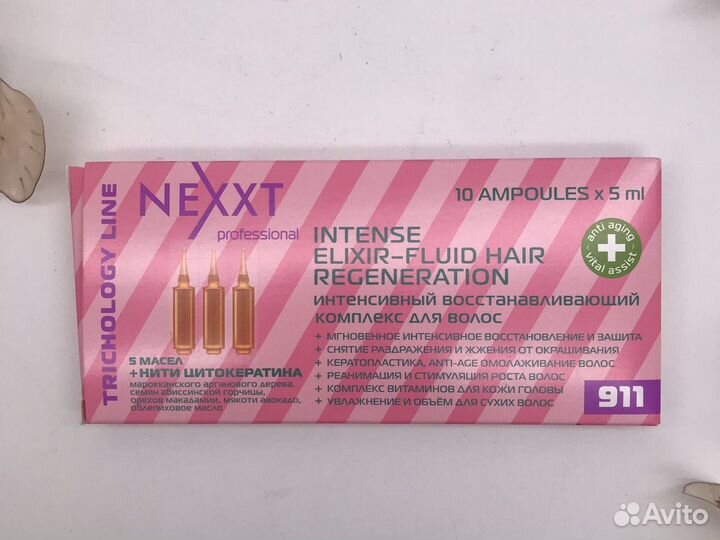 TRICHOLOGY LINE
NEXXT
professional
10 AMPOULES x 5 ml
INTENSE
ELIXIR-FLUID HAIR
REGENERATION
ИНТЕНСИВНЫЙ ВОССТАНАВЛИВАЮЩИЙ
КОМПЛЕКС ДЛЯ ВОЛОС
anti aging
vital assist
5 МАСЕЛ
+ НИТИ ЦИТОКЕРАТИНА
марокканского арганового дерева,
семян абиссинской горчицы,
орехов макадамии, мякоти авокадо,
облепиховое масло
+ МГНОВЕННОЕ ИНТЕНСИВНОЕ ВОССТАНОВЛЕНИЕ И ЗАЩИТА
+ СНЯТИЕ РАЗДРАЖЕНИЯ И ЖЖЕНИЯ ОТ ОКРАШИВАНИЯ
+ КЕРАТОПЛАСТИКА, ANTI-AGE ОМОЛАЖИВАНИЕ ВОЛОС
+ РЕАНИМАЦИЯ И СТИМУЛЯЦИЯ РОСТА ВОЛОС
+ КОМПЛЕКС ВИТАМИНОВ ДЛЯ КОЖИ ГОЛОВЫ
+ УВЛАЖНЕНИЕ И ОБЪЁМ ДЛЯ СУХИХ ВОЛОС
911
Avito